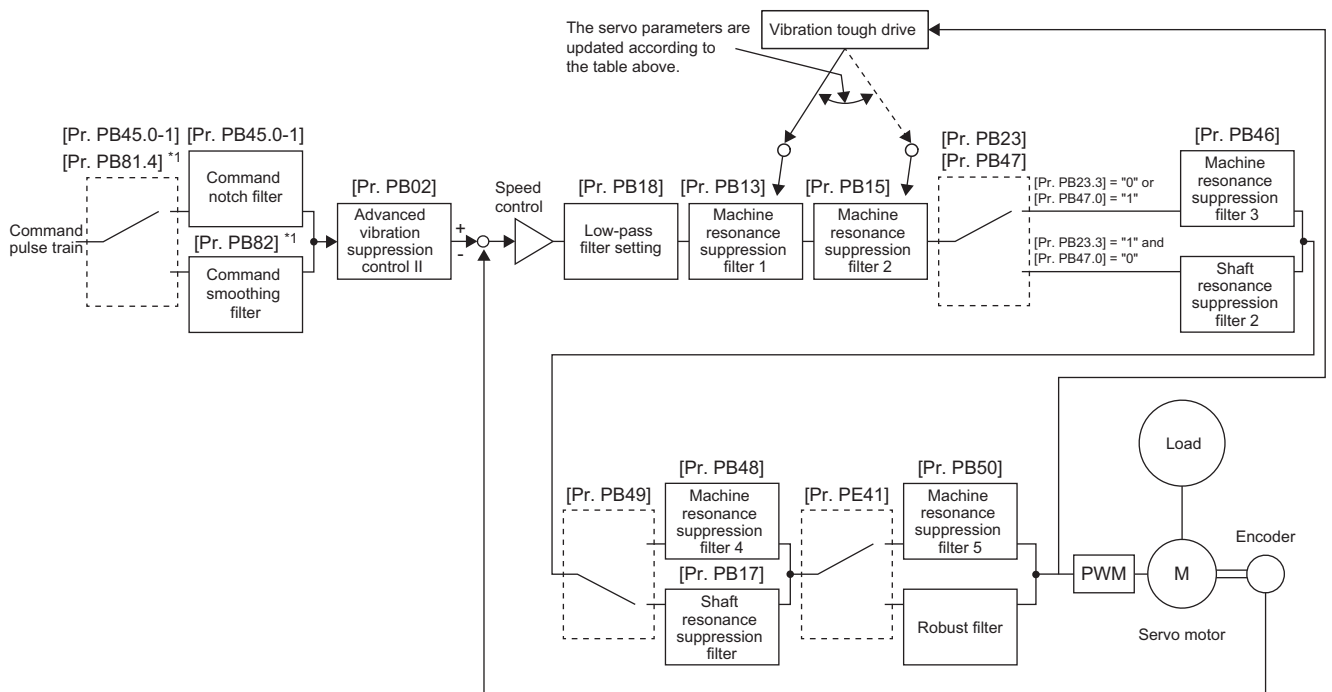 The servo parameters are
updated according to
the table above.
Vibration tough drive
[Pr. PB45.0-1]
[Pr. PB81.4] *1
[Pr. PB45.0-1]
Command
notch filter
Command
pulse train
[Pr. PB82] *1
Command
smoothing
filter
[Pr. PB02]
Advanced
vibration
suppression
control II
+
-
Speed
control
[Pr. PB18]
Low-pass
filter setting
[Pr. PB13]
Machine
resonance
suppression
filter 1
[Pr. PB15]
Machine
resonance
suppression
filter 2
[Pr. PB23]
[Pr. PB47]
[Pr. PB23.3] = "0" or
[Pr. PB47.0] = "1"
[Pr. PB23.3] = "1" and
[Pr. PB47.0] = "0"
[Pr. PB46]
Machine
resonance
suppression
filter 3
Shaft
resonance
suppression
filter 2
[Pr. PB49]
[Pr. PB48]
Machine
resonance
suppression
filter 4
[Pr. PB17]
Shaft
resonance
suppression
filter
[Pr. PE41]
[Pr. PB50]
Machine
resonance
suppression
filter 5
Robust filter
PWM
Load
M
Servo motor
Encoder